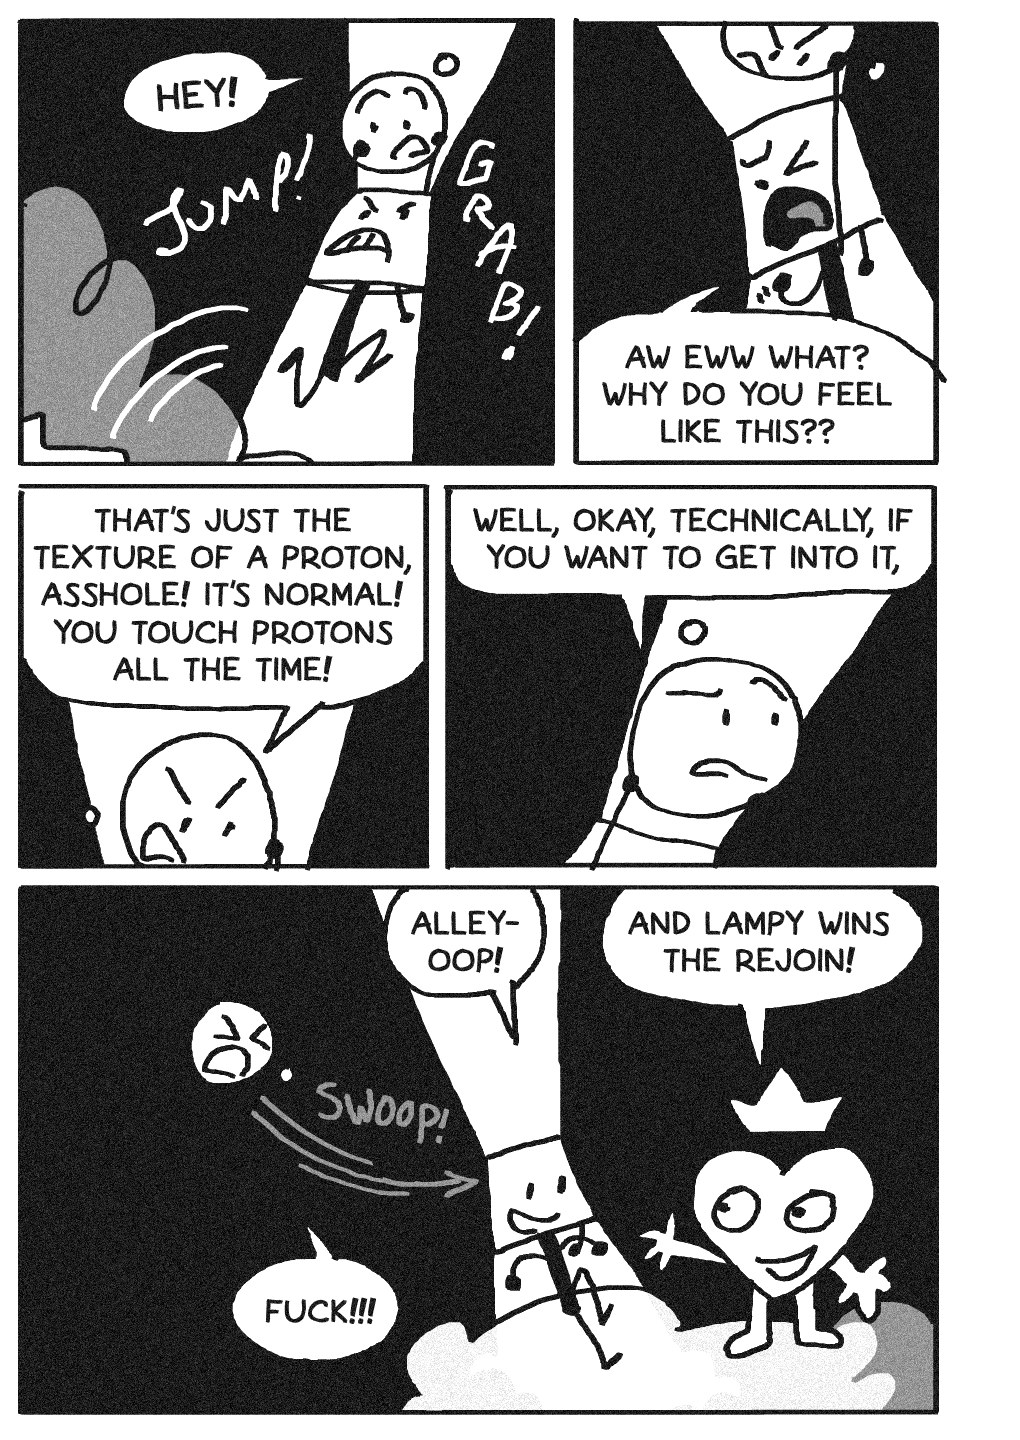 HEY!
JUMP!
GRAB!
AW EWW WHAT?
WHY DO YOU FEEL
LIKE THIS??
THAT'S JUST THE
TEXTURE OF A PROTON,
ASSHOLE! IT'S NORMAL!
YOU TOUCH PROTONS
ALL THE TIME!
WELL, OKAY, TECHNICALLY, IF
YOU WANT TO GET INTO IT,
ALLEY-
OOP!
AND LAMPY WINS
THE REJOIN!
SWOOP!
FUCK!!!